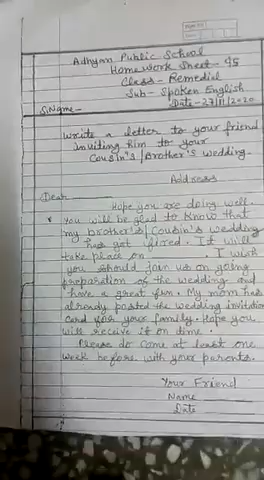 Adhyan Public School
Home Work Sheet - 45
Class - Remedial
Sub - Spoken English
S.Name - Date - 27/11/2020
Write a letter to your friend
inviting him to your
Cousin's/Brother's wedding.
Address
Dear
Hope you are doing well.
You will be glad to know that
my brother's/Cousin's wedding
has got fixed. It will
take place on . I wish
you should join us on going
preparation of the wedding and
have a great fun. My mom has
already posted the wedding invitation
card for your family. Hope you
will receive it on time.
Please do come at least one
week before with your parents.
Your Friend
Name
Date